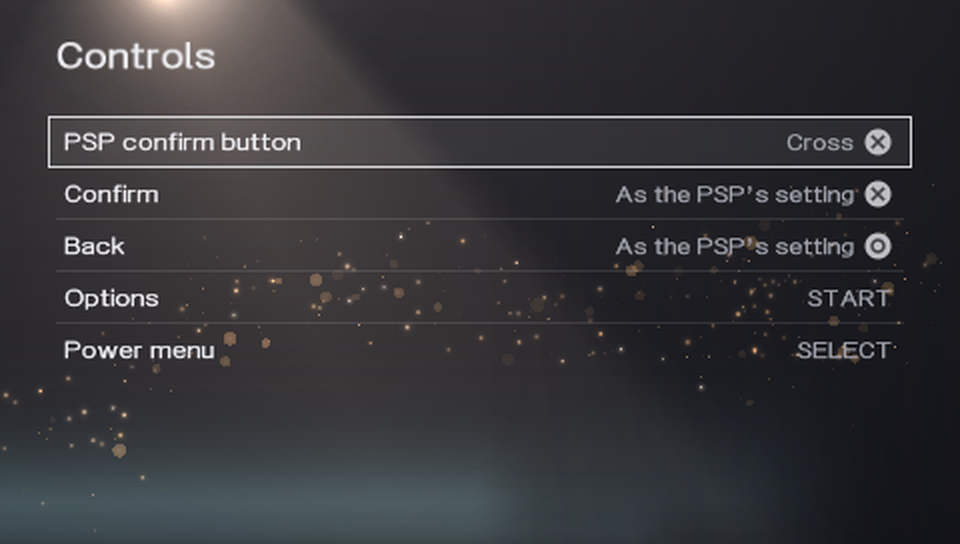 Controls
PSP confirm button Cross
Confirm As the PSP's setting
Back As the PSP's setting
Options START
Power menu SELECT